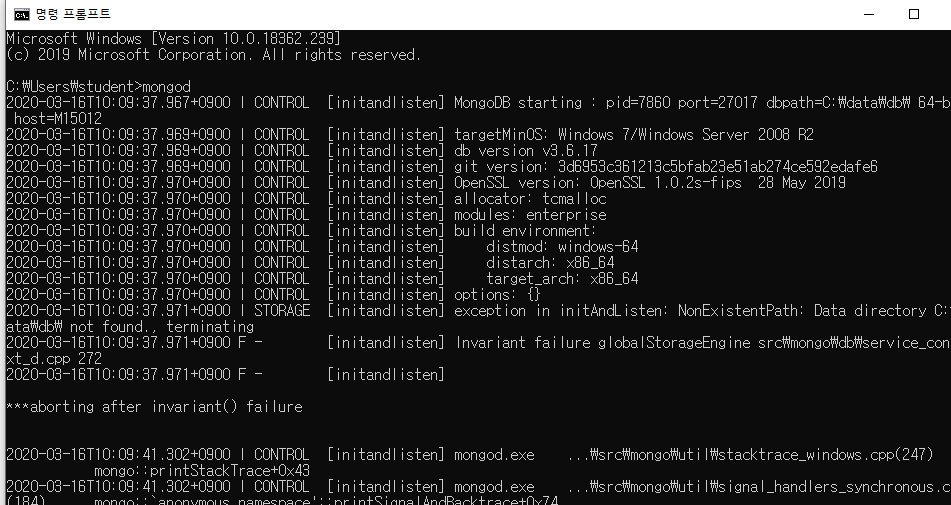 명령 프롬프트
Microsoft Windows [Version 10.0.18362.239]
(c) 2019 Microsoft Corporation. All rights reserved.
C:₩Users₩student>mongod
2020-03-16T10:09:37.967+0900 I CONTROL  [initandlisten] MongoDB starting : pid=7860 port=27017 dbpath=C:₩data₩db₩ 64-b
host=M15012
2020-03-16T10:09:37.969+0900 I CONTROL  [initandlisten] targetMinOS: Windows 7/Windows Server 2008 R2
2020-03-16T10:09:37.969+0900 I CONTROL  [initandlisten] db version v3.6.17
2020-03-16T10:09:37.969+0900 I CONTROL  [initandlisten] git version: 3d6953c361213c5bfab23e51ab274ce592edafe6
2020-03-16T10:09:37.970+0900 I CONTROL  [initandlisten] OpenSSL version: OpenSSL 1.0.2s-fips  28 May 2019
2020-03-16T10:09:37.970+0900 I CONTROL  [initandlisten] allocator: tcmalloc
2020-03-16T10:09:37.970+0900 I CONTROL  [initandlisten] modules: enterprise
2020-03-16T10:09:37.970+0900 I CONTROL  [initandlisten] build environment:
2020-03-16T10:09:37.970+0900 I CONTROL  [initandlisten]     distmod: windows-64
2020-03-16T10:09:37.970+0900 I CONTROL  [initandlisten]     distarch: x86_64
2020-03-16T10:09:37.970+0900 I CONTROL  [initandlisten]     target_arch: x86_64
2020-03-16T10:09:37.970+0900 I CONTROL  [initandlisten] options: {}
2020-03-16T10:09:37.971+0900 I STORAGE  [initandlisten] exception in initAndListen: NonExistentPath: Data directory C:
ata₩db₩ not found., terminating
2020-03-16T10:09:37.971+0900 F -        [initandlisten] Invariant failure globalStorageEngine src₩mongo₩db₩service_con
xt_d.cpp 272
2020-03-16T10:09:37.971+0900 F -        [initandlisten]
***aborting after invariant() failure
2020-03-16T10:09:41.302+0900 I CONTROL  [initandlisten] mongod.exe    ...₩src₩mongo₩util₩stacktrace_windows.cpp(247)
mongo::printStackTrace+0x43
2020-03-16T10:09:41.302+0900 I CONTROL  [initandlisten] mongod.exe    ...₩src₩mongo₩util₩signal_handlers_synchronous.c
(184)      mongo::`anonymous namespace'::printSignalAndBacktrace+0x74